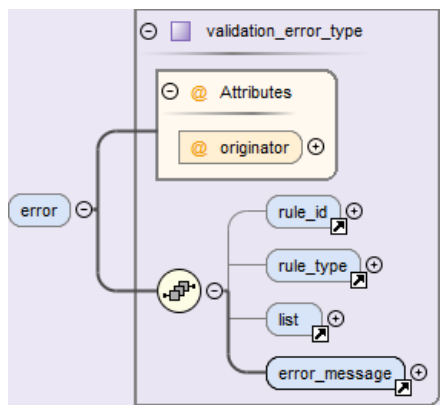 validation_error_type
@ Attributes
@ originator
error
rule_id
rule_type
list
error_message